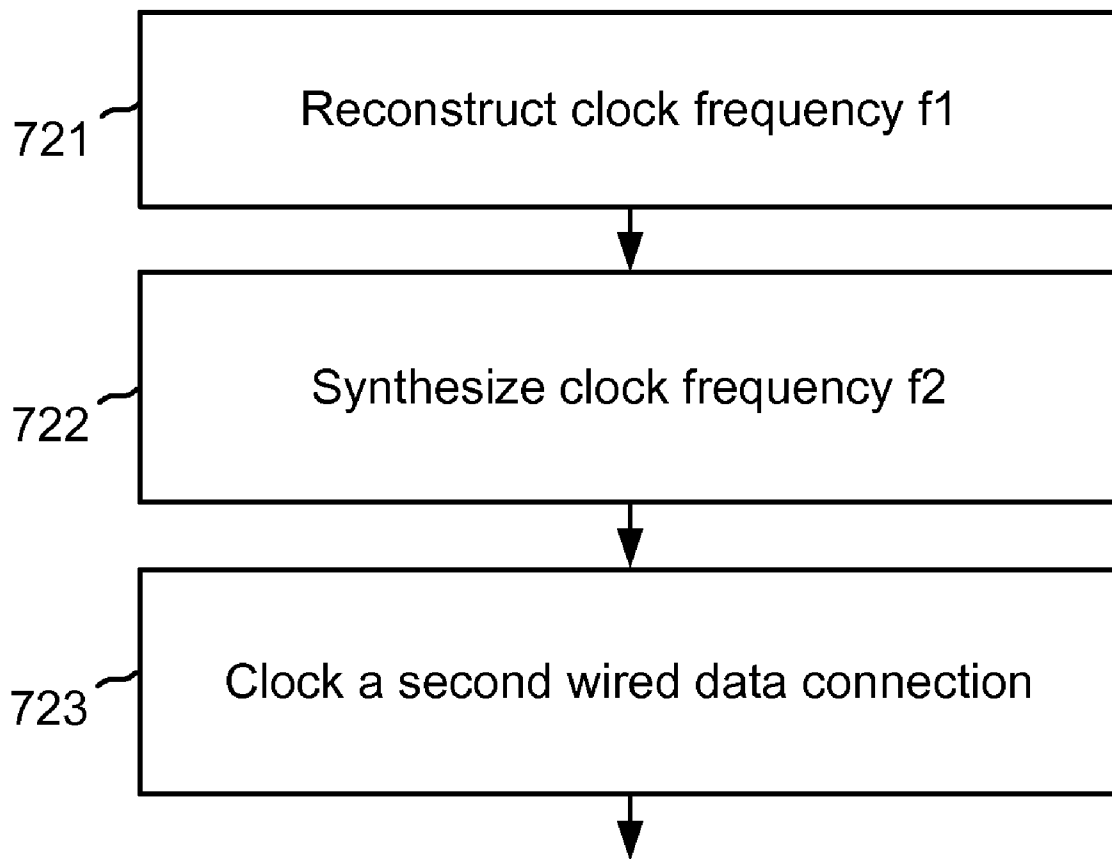 Reconstruct clock frequency f1
721
Synthesize clock frequency f2
722
Clock a second wired data connection
723